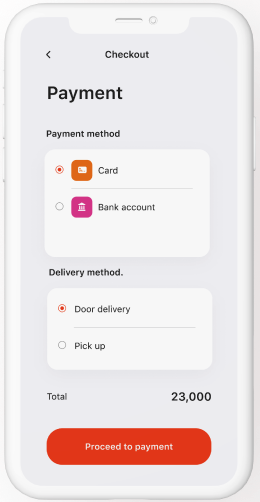 Checkout
Payment
Payment method
Card
Bank account
Delivery method.
Door delivery
Pick up
Total 23,000
Proceed to payment